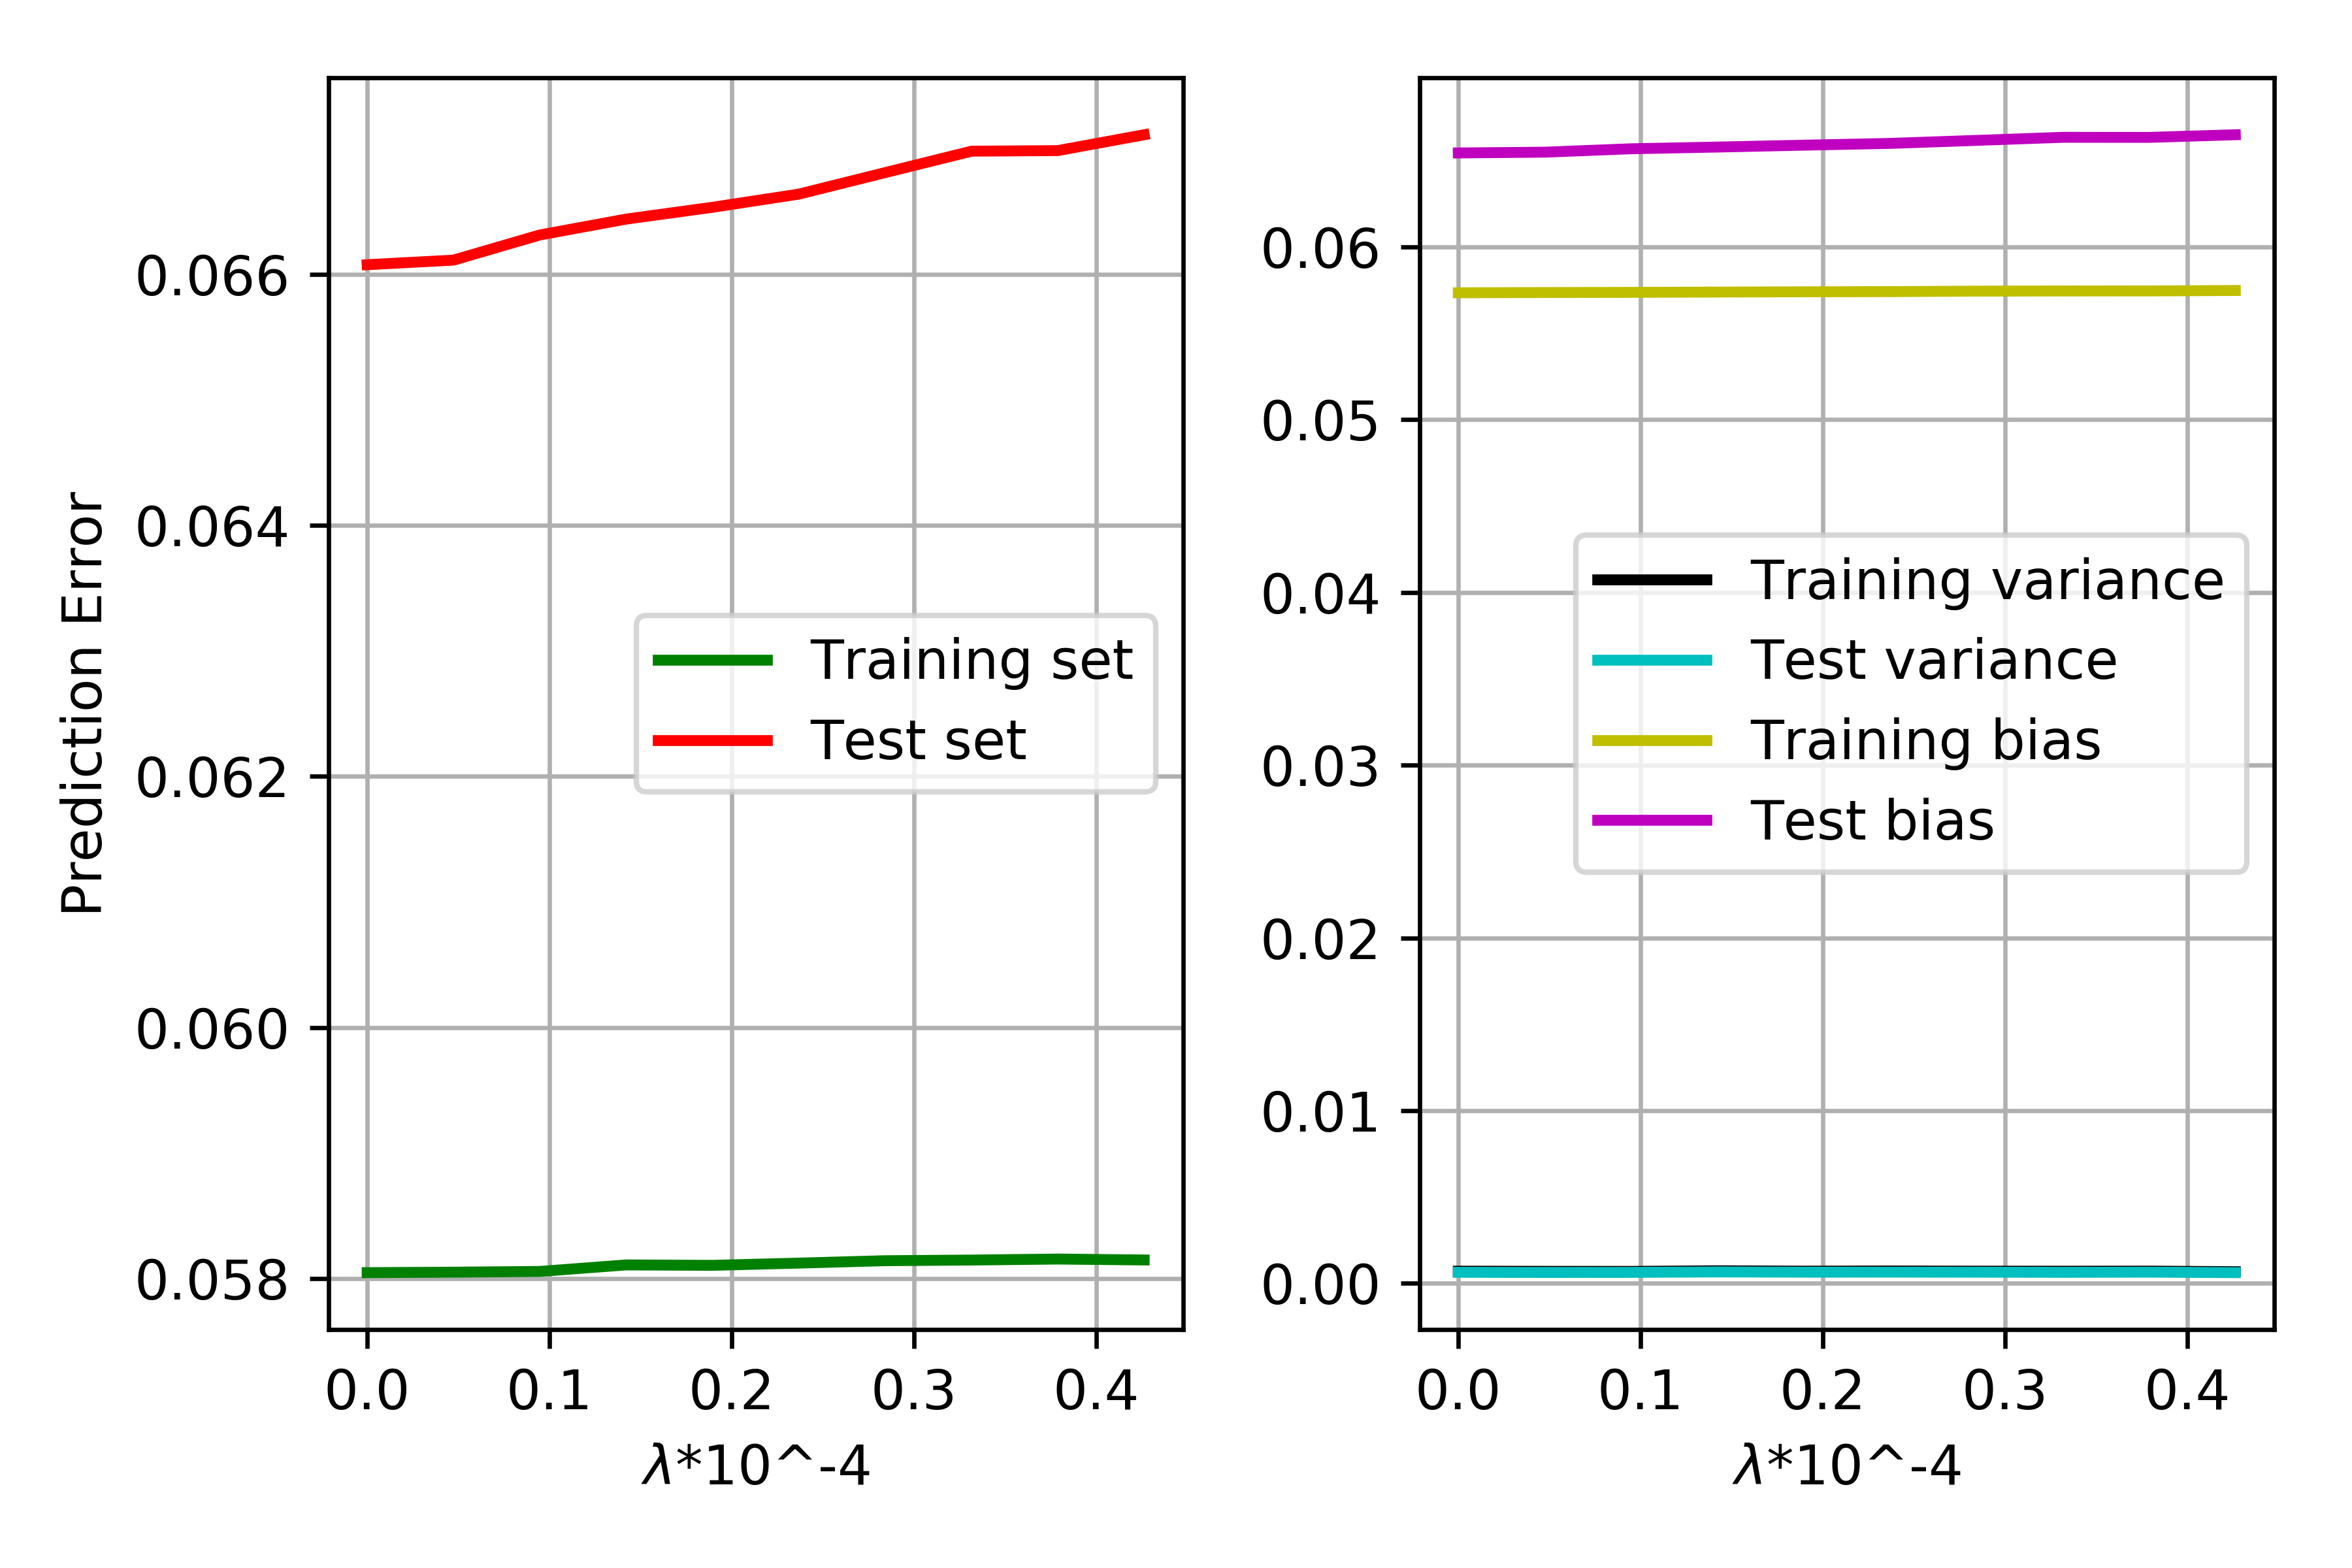 Prediction Error
0.066
0.064
0.062
0.060
0.058
0.0 0.1 0.2 0.3 0.4
λ*10^-4
Training set
Test set
0.06
0.05
0.04
0.03
0.02
0.01
0.00
0.0 0.1 0.2 0.3 0.4
λ*10^-4
Training variance
Test variance
Training bias
Test bias